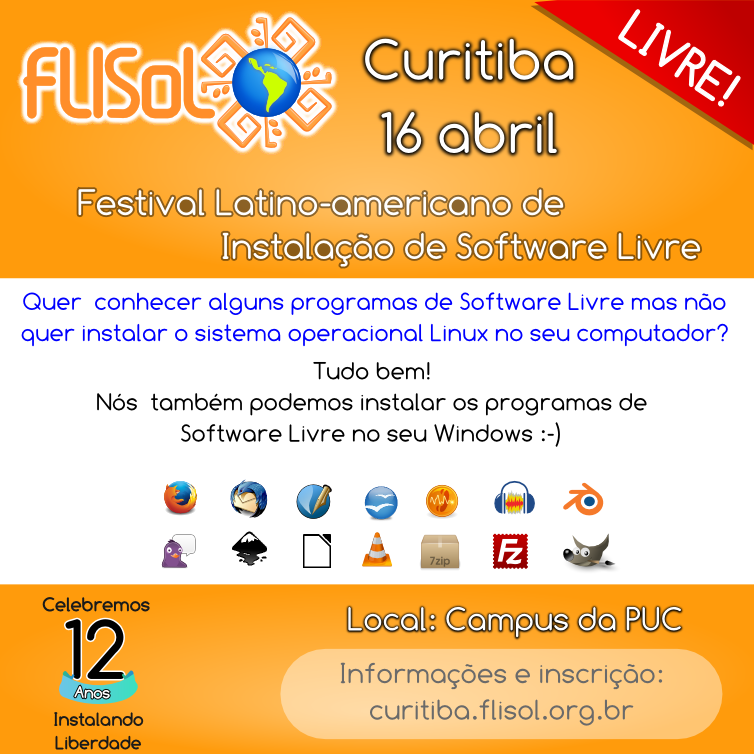 FLISoL
Curitiba
16 abril
LIVRE!
Festival Latino-americano de
Instalação de Software Livre
Quer conhecer alguns programas de Software Livre mas não
quer instalar o sistema operacional Linux no seu computador?
Tudo bem!
Nós também podemos instalar os programas de
Software Livre no seu Windows :-)
7zip
Fz
Celebremos
12
Anos
Instalando
Liberdade
Local: Campus da PUC
Informações e inscrição:
curitiba.flisol.org.br